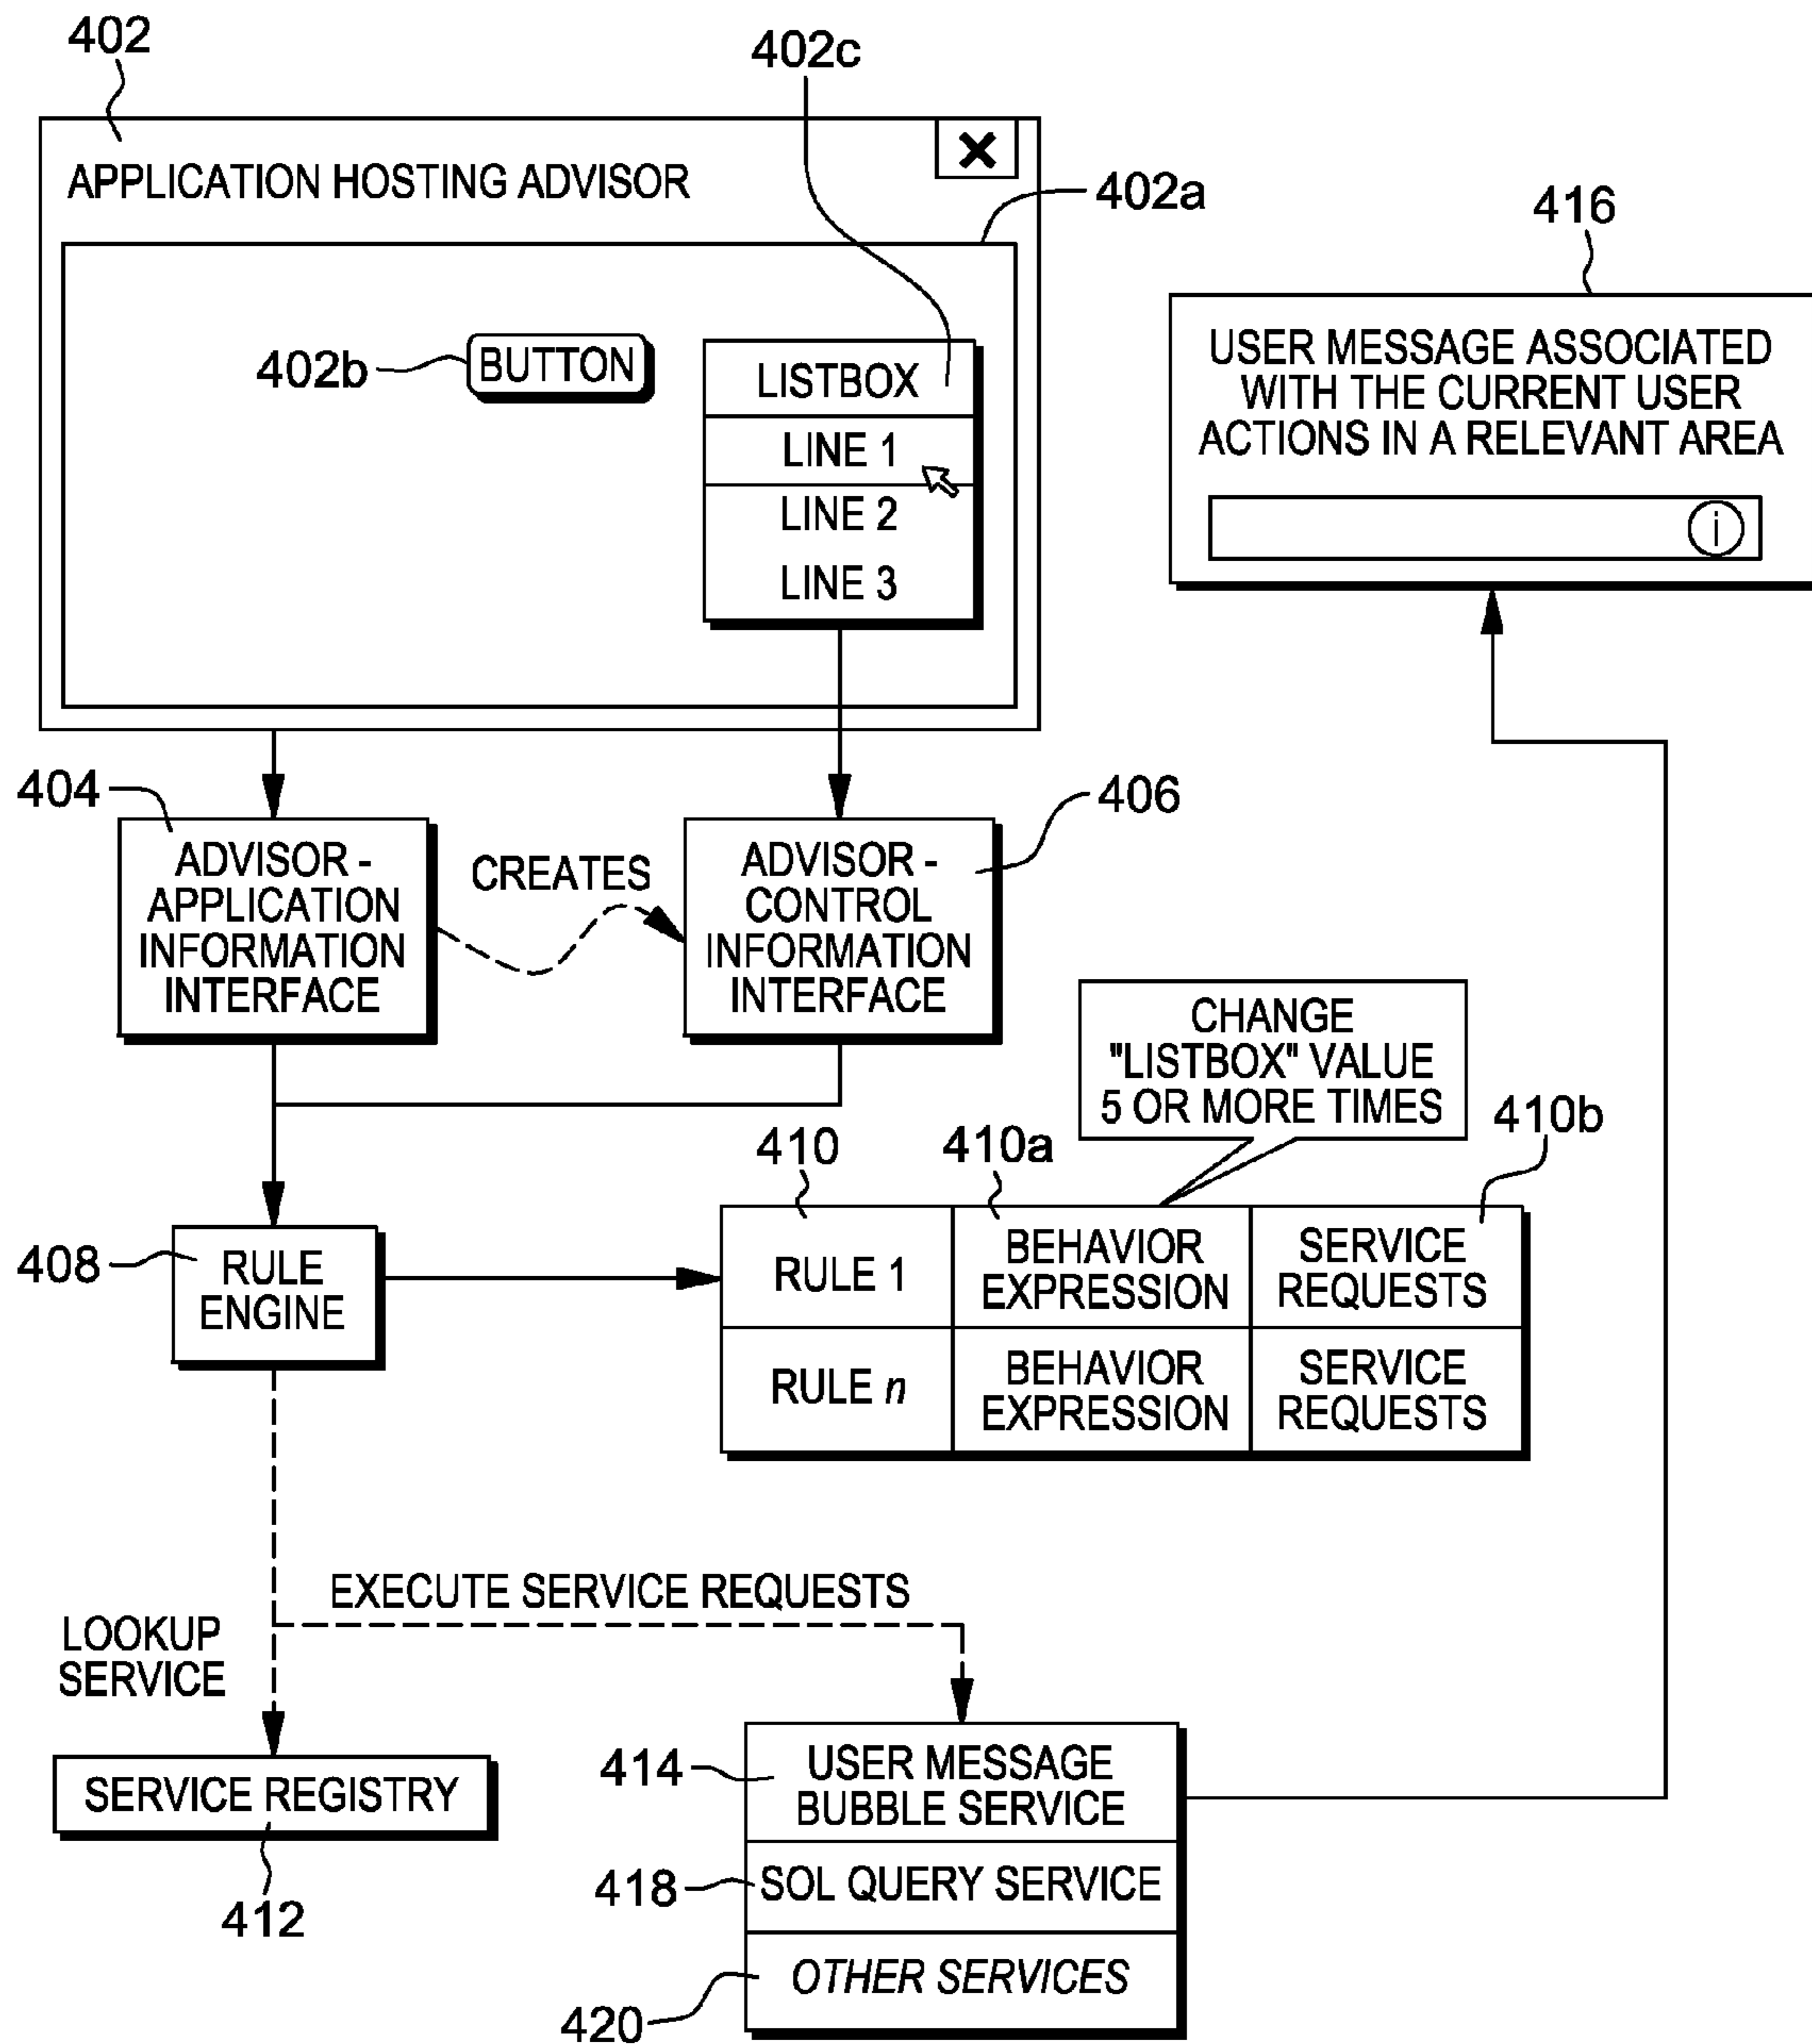 402
402c
APPLICATION HOSTING ADVISOR
402a
416
402b
BUTTON
LISTBOX
LINE 1
LINE 2
LINE 3
USER MESSAGE ASSOCIATED
WITH THE CURRENT USER
ACTIONS IN A RELEVANT AREA
i
404
ADVISOR -
APPLICATION
INFORMATION
INTERFACE
CREATES
406
ADVISOR -
CONTROL
INFORMATION
INTERFACE
CHANGE
"LISTBOX" VALUE
5 OR MORE TIMES
410
410a
410b
408
RULE
ENGINE
RULE 1
BEHAVIOR
EXPRESSION
SERVICE
REQUESTS
RULE n
BEHAVIOR
EXPRESSION
SERVICE
REQUESTS
EXECUTE SERVICE REQUESTS
LOOKUP
SERVICE
SERVICE REGISTRY
412
414
USER MESSAGE
BUBBLE SERVICE
418
SOL QUERY SERVICE
OTHER SERVICES
420